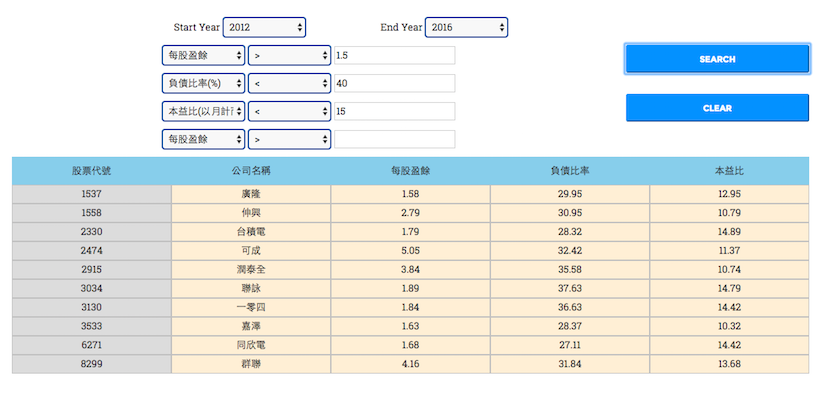 Start Year 2012 End Year 2016
每股盈餘 > 1.5
SEARCH
負債比率(%) < 40
本益比(以月計 < 15
CLEAR
每股盈餘 >
股票代號 公司名稱 每股盈餘 負債比率 本益比
1537 廣隆 1.58 29.95 12.95
1558 伸興 2.79 30.95 10.79
2330 台積電 1.79 28.32 14.89
2474 可成 5.05 32.42 11.37
2915 潤泰全 3.84 35.58 10.74
3034 聯詠 1.89 37.63 14.79
3130 一零四 1.84 36.63 14.42
3533 嘉澤 1.63 28.37 10.32
6271 同欣電 1.68 27.11 14.42
8299 群聯 4.16 31.84 13.68